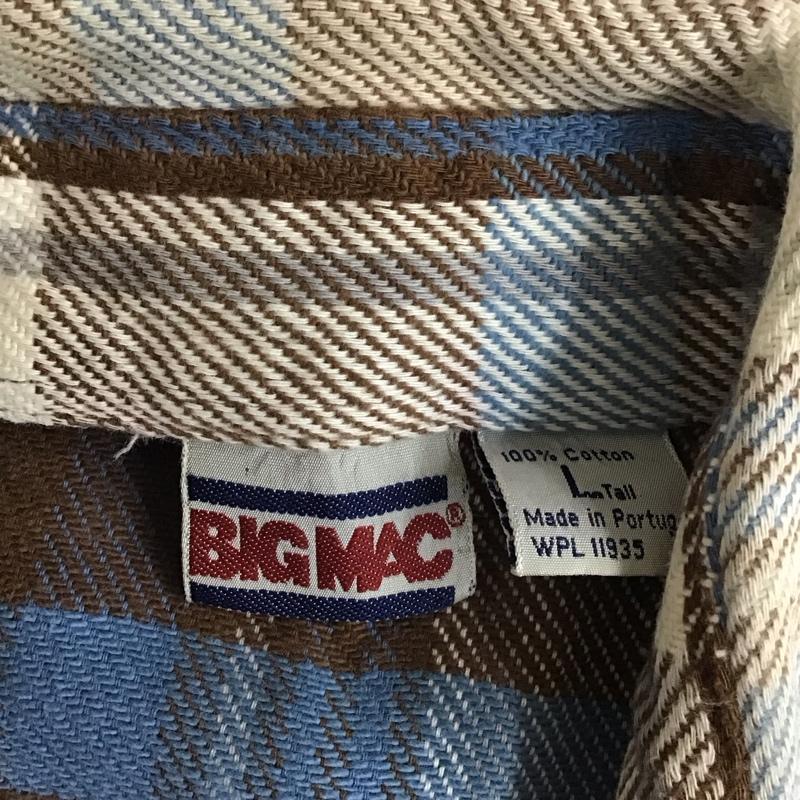 BIG MAC®
100% Cotton
L Tall
Made in Portug
WPL 11935